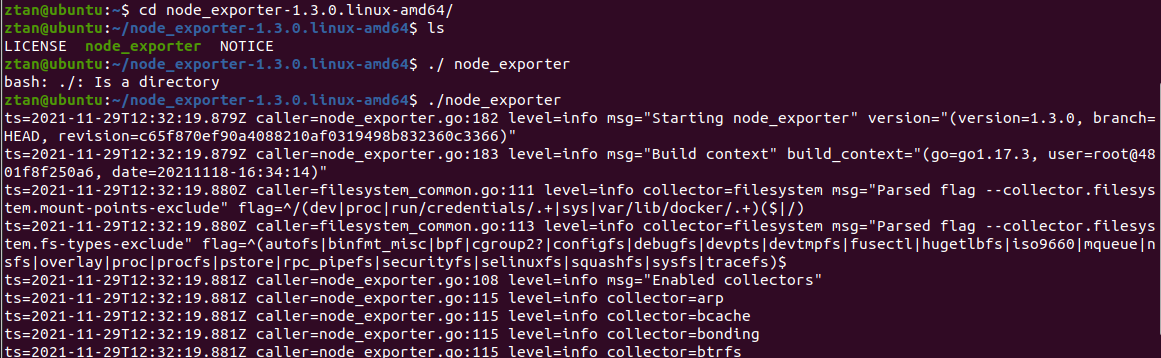 ztan@ubuntu:~$ cd node_exporter-1.3.0.linux-amd64/
ztan@ubuntu:~/node_exporter-1.3.0.linux-amd64$ ls
LICENSE  node_exporter  NOTICE
ztan@ubuntu:~/node_exporter-1.3.0.linux-amd64$ ./ node_exporter
bash: ./: Is a directory
ztan@ubuntu:~/node_exporter-1.3.0.linux-amd64$ ./node_exporter
ts=2021-11-29T12:32:19.879Z caller=node_exporter.go:182 level=info msg="Starting node_exporter" version="(version=1.3.0, branch=
HEAD, revision=c65f870ef90a4088210af0319498b832360c3366)"
ts=2021-11-29T12:32:19.879Z caller=node_exporter.go:183 level=info msg="Build context" build_context="(go=go1.17.3, user=root@48
01f8f250a6, date=20211118-16:34:14)"
ts=2021-11-29T12:32:19.880Z caller=filesystem_common.go:111 level=info collector=filesystem msg="Parsed flag --collector.filesys
tem.mount-points-exclude" flag=^/(dev|proc|run/credentials/.+|sys|var/lib/docker/.+)($|/)
ts=2021-11-29T12:32:19.880Z caller=filesystem_common.go:113 level=info collector=filesystem msg="Parsed flag --collector.filesys
tem.fs-types-exclude" flag=^(autofs|binfmt_misc|bpf|cgroup2?|configfs|debugfs|devpts|devtmpfs|fusectl|hugetlbfs|iso9660|mqueue|n
sfs|overlay|proc|procfs|pstore|rpc_pipefs|securityfs|selinuxfs|squashfs|sysfs|tracefs)$
ts=2021-11-29T12:32:19.881Z caller=node_exporter.go:108 level=info msg="Enabled collectors"
ts=2021-11-29T12:32:19.881Z caller=node_exporter.go:115 level=info collector=arp
ts=2021-11-29T12:32:19.881Z caller=node_exporter.go:115 level=info collector=bcache
ts=2021-11-29T12:32:19.881Z caller=node_exporter.go:115 level=info collector=bonding
ts=2021-11-29T12:32:19.881Z caller=node_exporter.go:115 level=info collector=btrfs